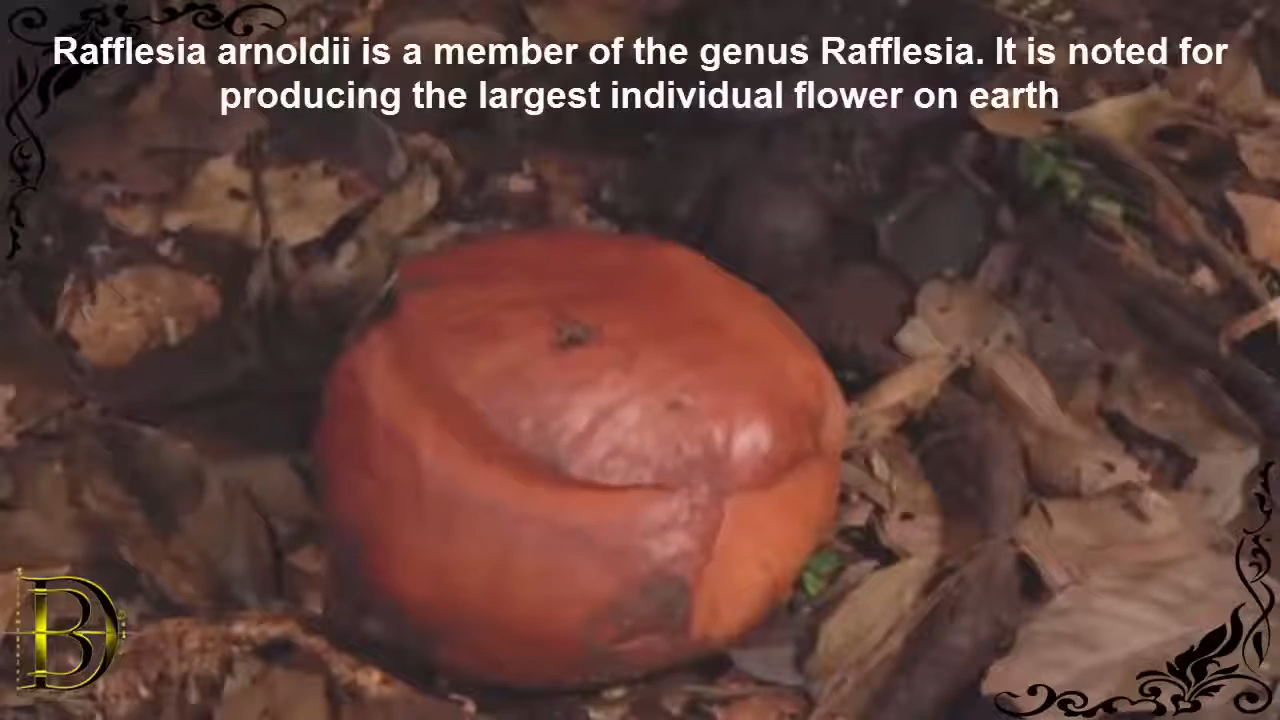 Rafflesia arnoldii is a member of the genus Rafflesia. It is noted for
producing the largest individual flower on earth